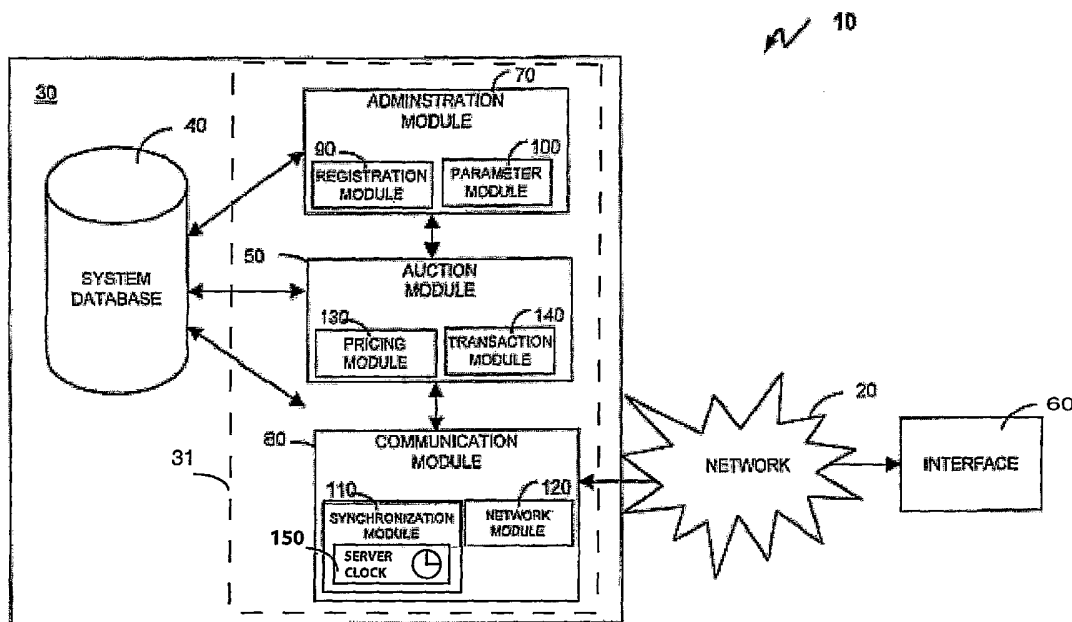 10
30
40
SYSTEM
DATABASE
31
70
ADMINSTRATION
MODULE
90
REGISTRATION
MODULE
100
PARAMETER
MODULE
50
AUCTION
MODULE
130
PRICING
MODULE
140
TRANSACTION
MODULE
80
COMMUNICATION
MODULE
110
SYNCHRONIZATION
MODULE
150
SERVER
CLOCK
120
NETWORK
MODULE
20
NETWORK
60
INTERFACE